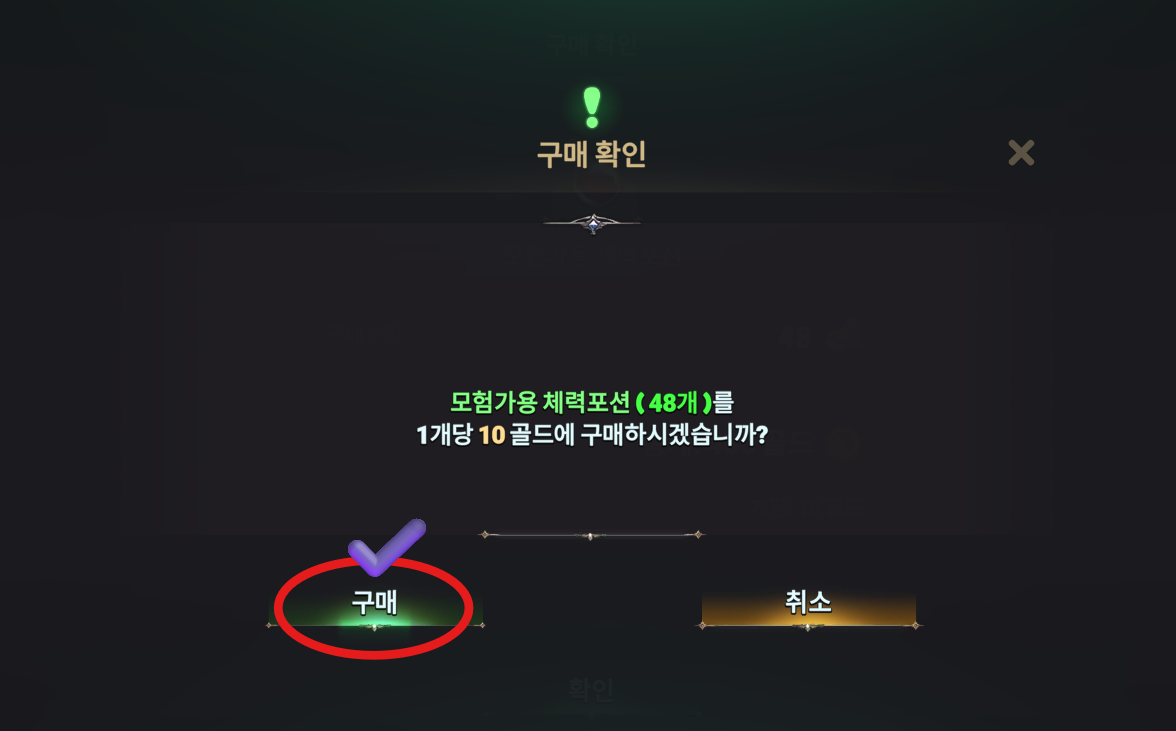 구매 확인
모험가용 체력포션 ( 48개 )를
1개당 10 골드에 구매하시겠습니까?
구매
취소
확인